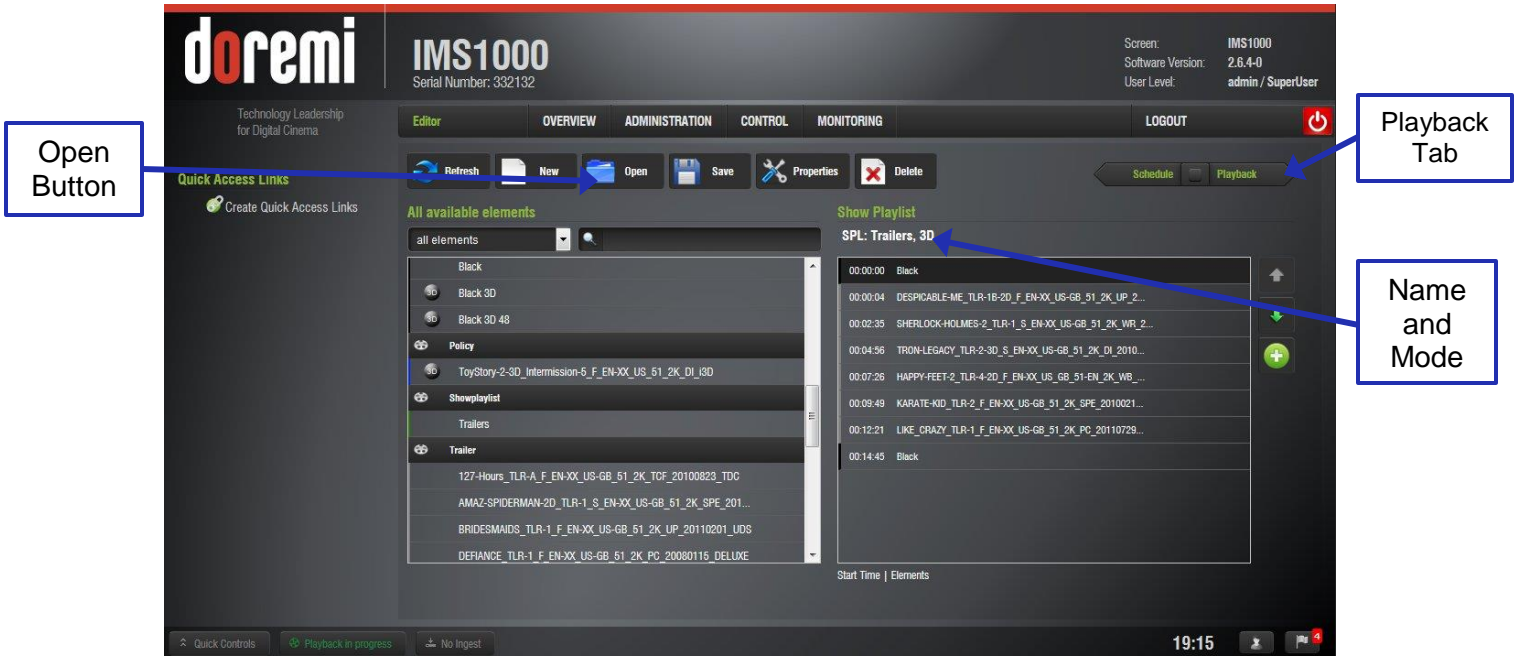 doremi
IMS1000
Serial Number: 332132
Screen: IMS1000
Software Version: 2.6.4-0
User Level: admin / SuperUser
Technology Leadership
for Digital Cinema
Editor OVERVIEW ADMINISTRATION CONTROL MONITORING LOGOUT
Open
Button
Playback
Tab
Name
and
Mode
Quick Access Links
Create Quick Access Links
Refresh New Open Save Properties Delete
Schedule Playback
All available elements
all elements
Black
3D Black 3D
3D Black 3D 48
Policy
3D ToyStory-2-3D_Intermission-5_F_EN-XX_US_51_2K_DI_i3D
Showplaylist
Trailers
Trailer
127-Hours_TLR-A_F_EN-XX_US-GB_51_2K_TCF_20100823_TDC
AMAZ-SPIDERMAN-2D_TLR-1_S_EN-XX_US-GB_51_2K_SPE_201...
BRIDESMAIDS_TLR-1_F_EN-XX_US-GB_51_2K_UP_20110201_UDS
DEFIANCE_TLR-1_F_EN-XX_US-GB_51_2K_PC_20080115_DELUXE
Show Playlist
SPL: Trailers, 3D
00:00:00 Black
00:00:04 DESPICABLE-ME_TLR-1B-2D_F_EN-XX_US-GB_51_2K_UP_2...
00:02:35 SHERLOCK-HOLMES-2_TLR-1_S_EN-XX_US-GB_51_2K_WR_2...
00:04:56 TRON-LEGACY_TLR-2-3D_S_EN-XX_US-GB_51_2K_DI_2010...
00:07:26 HAPPY-FEET-2_TLR-4-2D_F_EN-XX_US_GB_51-EN_2K_WB_...
00:09:49 KARATE-KID_TLR-2_F_EN-XX_US-GB_51_2K_SPE_2010021...
00:12:21 LIKE_CRAZY_TLR-1_F_EN-XX_US-GB_51_2K_PC_20110729...
00:14:45 Black
Start Time | Elements
Quick Controls Playback in progress No Ingest 19:15 4